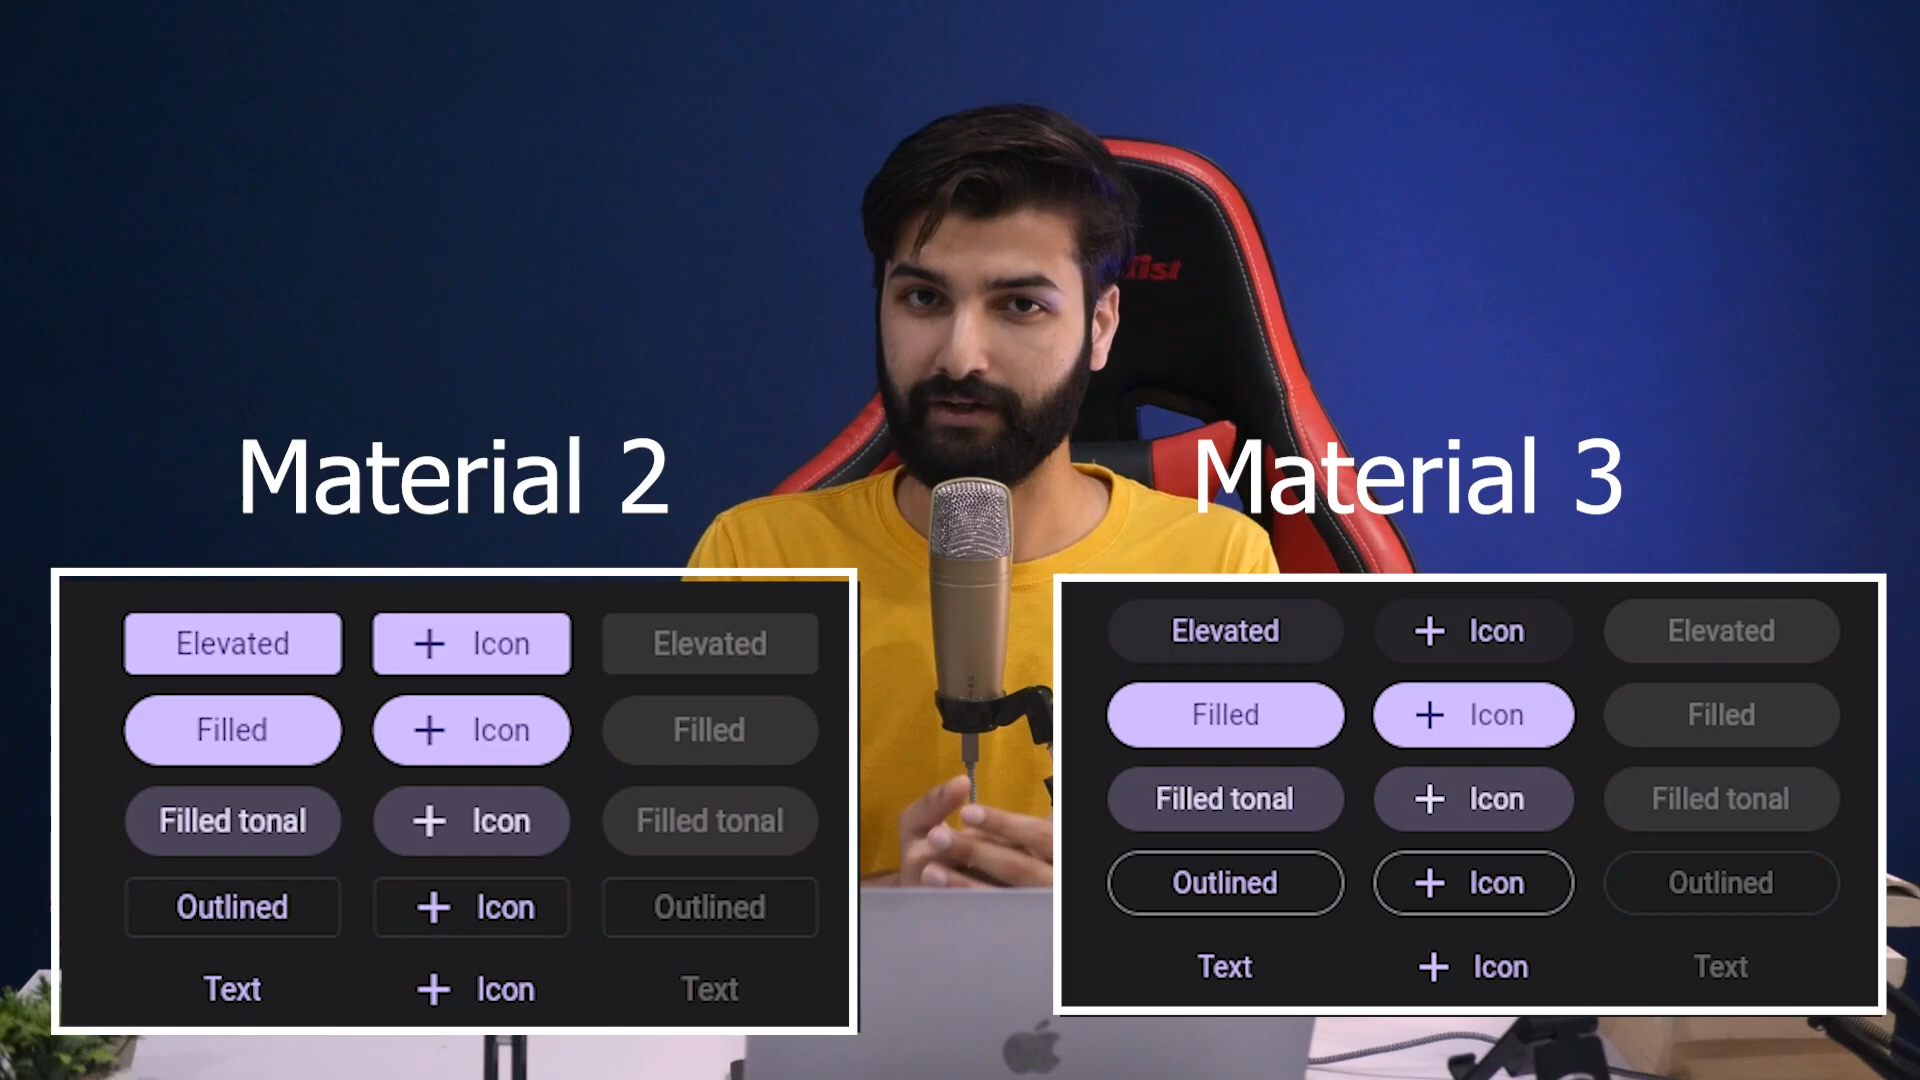 Material 2
Elevated
+ Icon
Elevated
Filled
+ Icon
Filled
Filled tonal
+ Icon
Filled tonal
Outlined
+ Icon
Outlined
Text
+ Icon
Text
Material 3
Elevated
+ Icon
Elevated
Filled
+ Icon
Filled
Filled tonal
+ Icon
Filled tonal
Outlined
+ Icon
Outlined
Text
+ Icon
Text